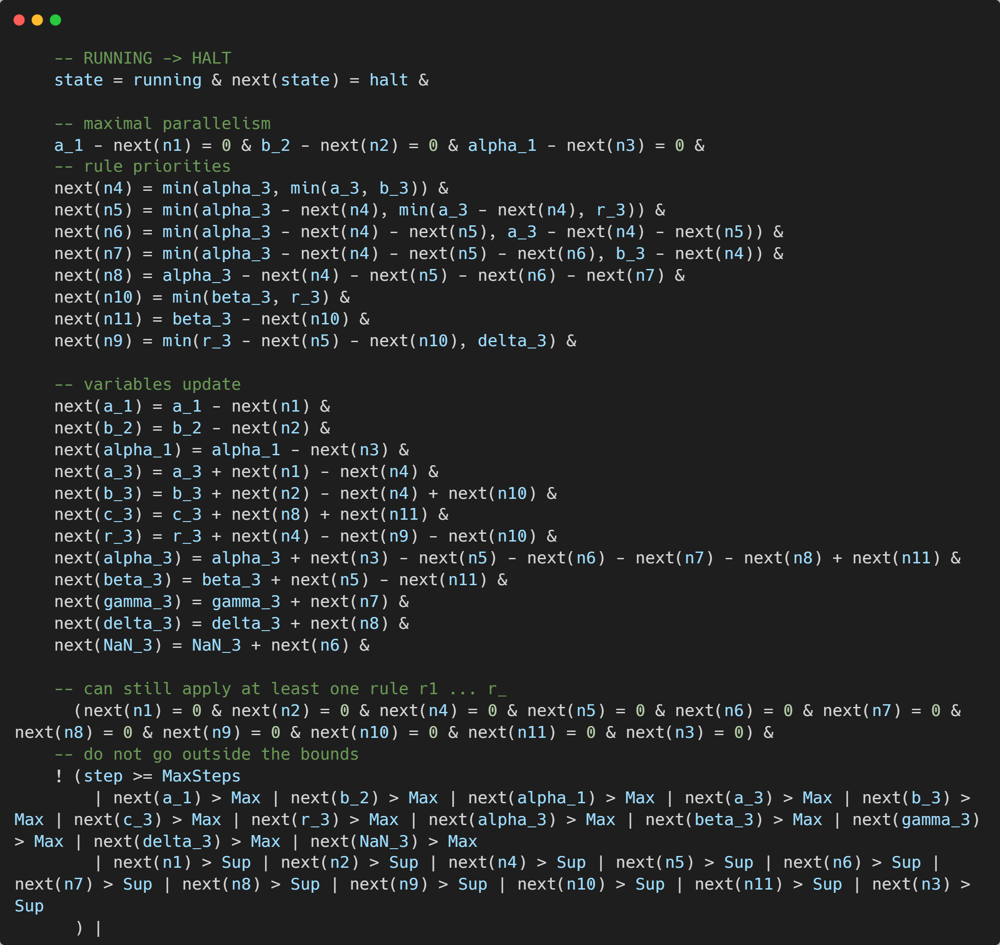 -- RUNNING -> HALT
state = running & next(state) = halt &
-- maximal parallelism
a_1 - next(n1) = 0 & b_2 - next(n2) = 0 & alpha_1 - next(n3) = 0 &
-- rule priorities
next(n4) = min(alpha_3, min(a_3, b_3)) &
next(n5) = min(alpha_3 - next(n4), min(a_3 - next(n4), r_3)) &
next(n6) = min(alpha_3 - next(n4) - next(n5), a_3 - next(n4) - next(n5)) &
next(n7) = min(alpha_3 - next(n4) - next(n5) - next(n6), b_3 - next(n4)) &
next(n8) = alpha_3 - next(n4) - next(n5) - next(n6) - next(n7) &
next(n10) = min(beta_3, r_3) &
next(n11) = beta_3 - next(n10) &
next(n9) = min(r_3 - next(n5) - next(n10), delta_3) &
-- variables update
next(a_1) = a_1 - next(n1) &
next(b_2) = b_2 - next(n2) &
next(alpha_1) = alpha_1 - next(n3) &
next(a_3) = a_3 + next(n1) - next(n4) &
next(b_3) = b_3 + next(n2) - next(n4) + next(n10) &
next(c_3) = c_3 + next(n8) + next(n11) &
next(r_3) = r_3 + next(n4) - next(n9) - next(n10) &
next(alpha_3) = alpha_3 + next(n3) - next(n5) - next(n6) - next(n7) - next(n8) + next(n11) &
next(beta_3) = beta_3 + next(n5) - next(n11) &
next(gamma_3) = gamma_3 + next(n7) &
next(delta_3) = delta_3 + next(n8) &
next(NaN_3) = NaN_3 + next(n6) &
-- can still apply at least one rule r1 ... r_
(next(n1) = 0 & next(n2) = 0 & next(n4) = 0 & next(n5) = 0 & next(n6) = 0 & next(n7) = 0 &
next(n8) = 0 & next(n9) = 0 & next(n10) = 0 & next(n11) = 0 & next(n3) = 0) &
-- do not go outside the bounds
! (step >= MaxSteps
| next(a_1) > Max | next(b_2) > Max | next(alpha_1) > Max | next(a_3) > Max | next(b_3) >
Max | next(c_3) > Max | next(r_3) > Max | next(alpha_3) > Max | next(beta_3) > Max | next(gamma_3)
> Max | next(delta_3) > Max | next(NaN_3) > Max
| next(n1) > Sup | next(n2) > Sup | next(n4) > Sup | next(n5) > Sup | next(n6) > Sup |
next(n7) > Sup | next(n8) > Sup | next(n9) > Sup | next(n10) > Sup | next(n11) > Sup | next(n3) >
Sup
) |